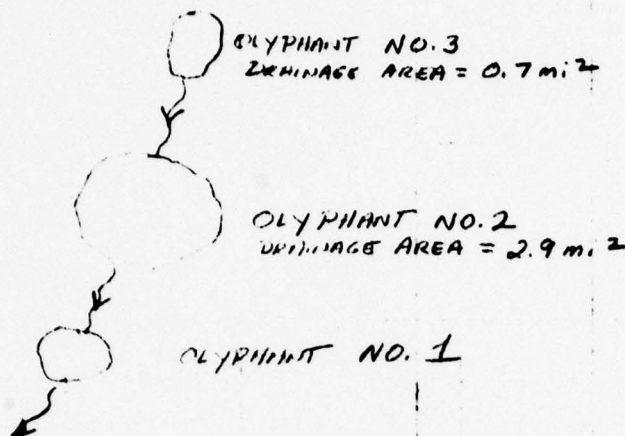 OLYPHANT NO. 3
DRAINAGE AREA = 0.7 mi²
OLYPHANT NO. 2
DRAINAGE AREA = 2.9 mi²
OLYPHANT NO. 1